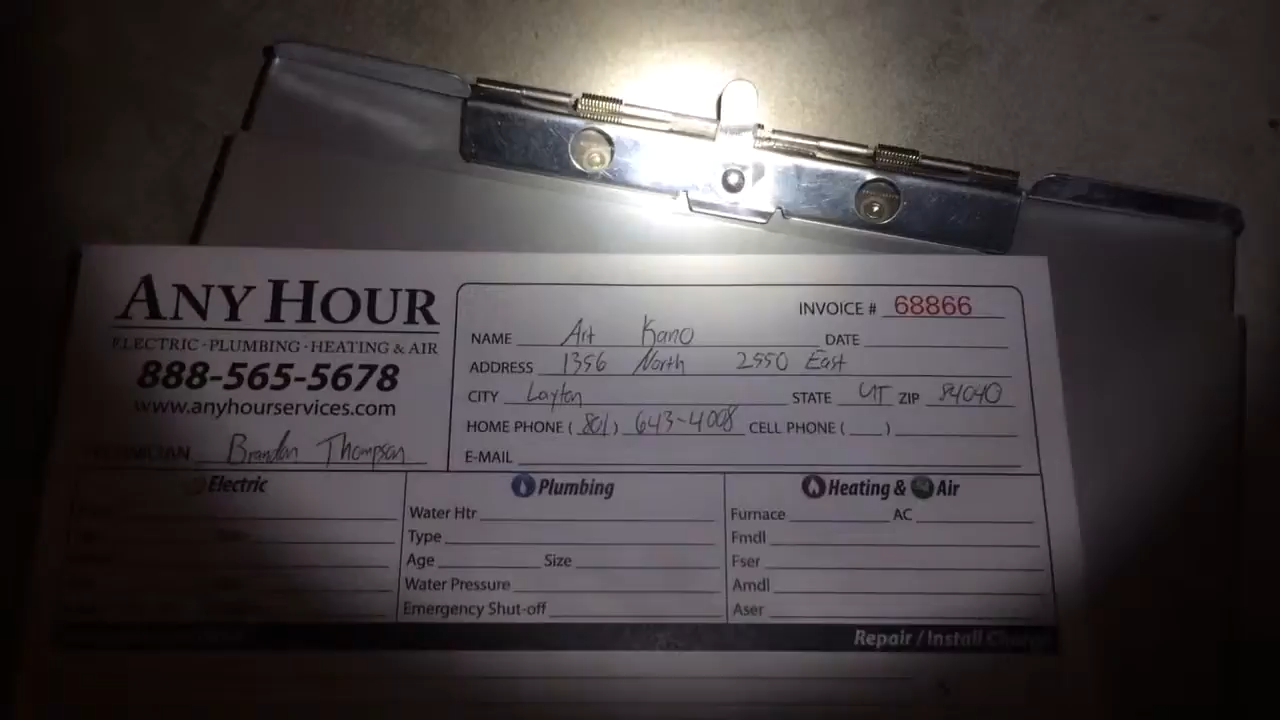 ANY HOUR
ELECTRIC · PLUMBING · HEATING & AIR
888-565-5678
www.anyhourservices.com
TECHNICIAN Brandon Thompson
INVOICE # 68866
NAME Art Kano DATE
ADDRESS 1356 North 2550 East
CITY Layton STATE UT ZIP 84040
HOME PHONE (801) 643-4008 CELL PHONE ( )
E-MAIL
Electric
Plumbing
Water Htr
Type
Age Size
Water Pressure
Emergency Shut-off
Heating & Air
Furnace AC
Fmdl
Fser
Amdl
Aser
Repair / Install Charge